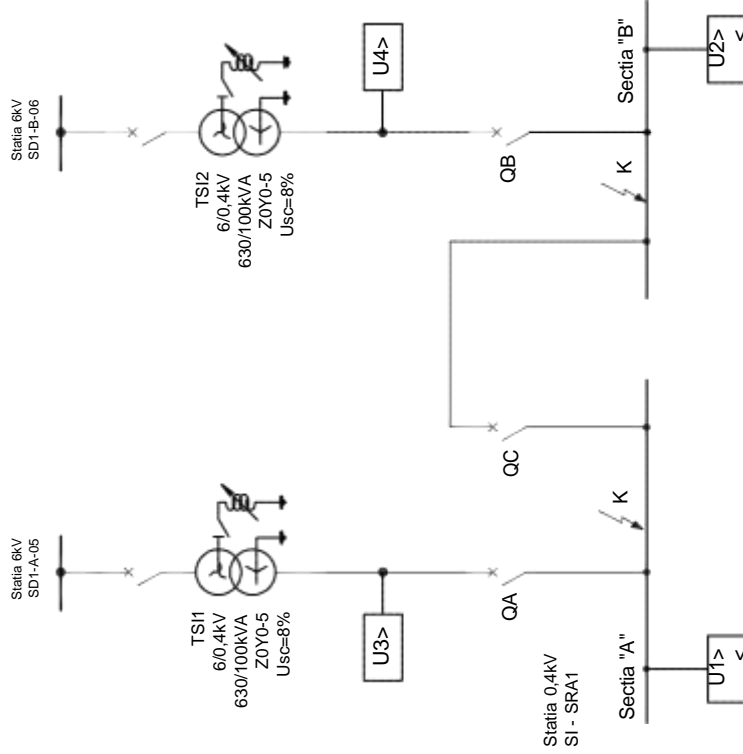 Statia 6kV
SD1-A-05
TSI1
6/0,4kV
630/100kVA
Z0Y0-5
Usc=8%
U3>
QA
QC
K
Statia 0,4kV
SI - SRA1
Sectia "A"
U1>
<
Statia 6kV
SD1-B-06
TSI2
6/0,4kV
630/100kVA
Z0Y0-5
Usc=8%
U4>
QB
K
Sectia "B"
U2>
<